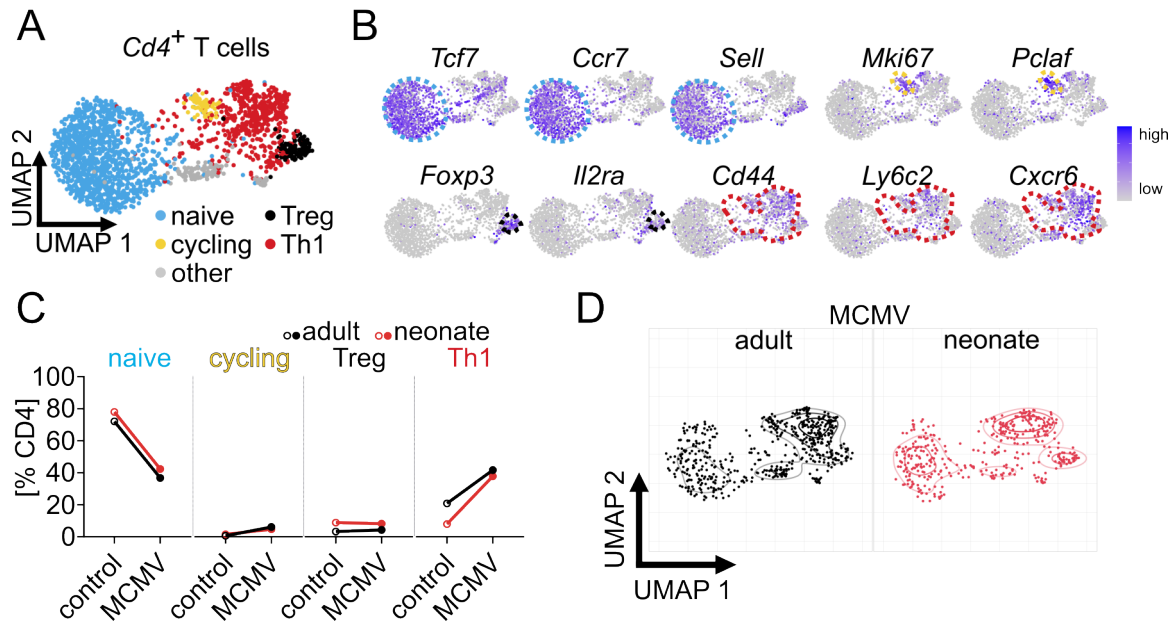 A
Cd4+ T cells
UMAP 2
UMAP 1
naive
Treg
cycling
Th1
other
B
Tcf7
Ccr7
Sell
Mki67
Pclaf
Foxp3
Il2ra
Cd44
Ly6c2
Cxcr6
high
low
C
adult
neonate
naive
cycling
Treg
Th1
[% CD4]
100
80
60
40
20
0
control
MCMV
control
MCMV
control
MCMV
control
MCMV
D
MCMV
adult
neonate
UMAP 2
UMAP 1